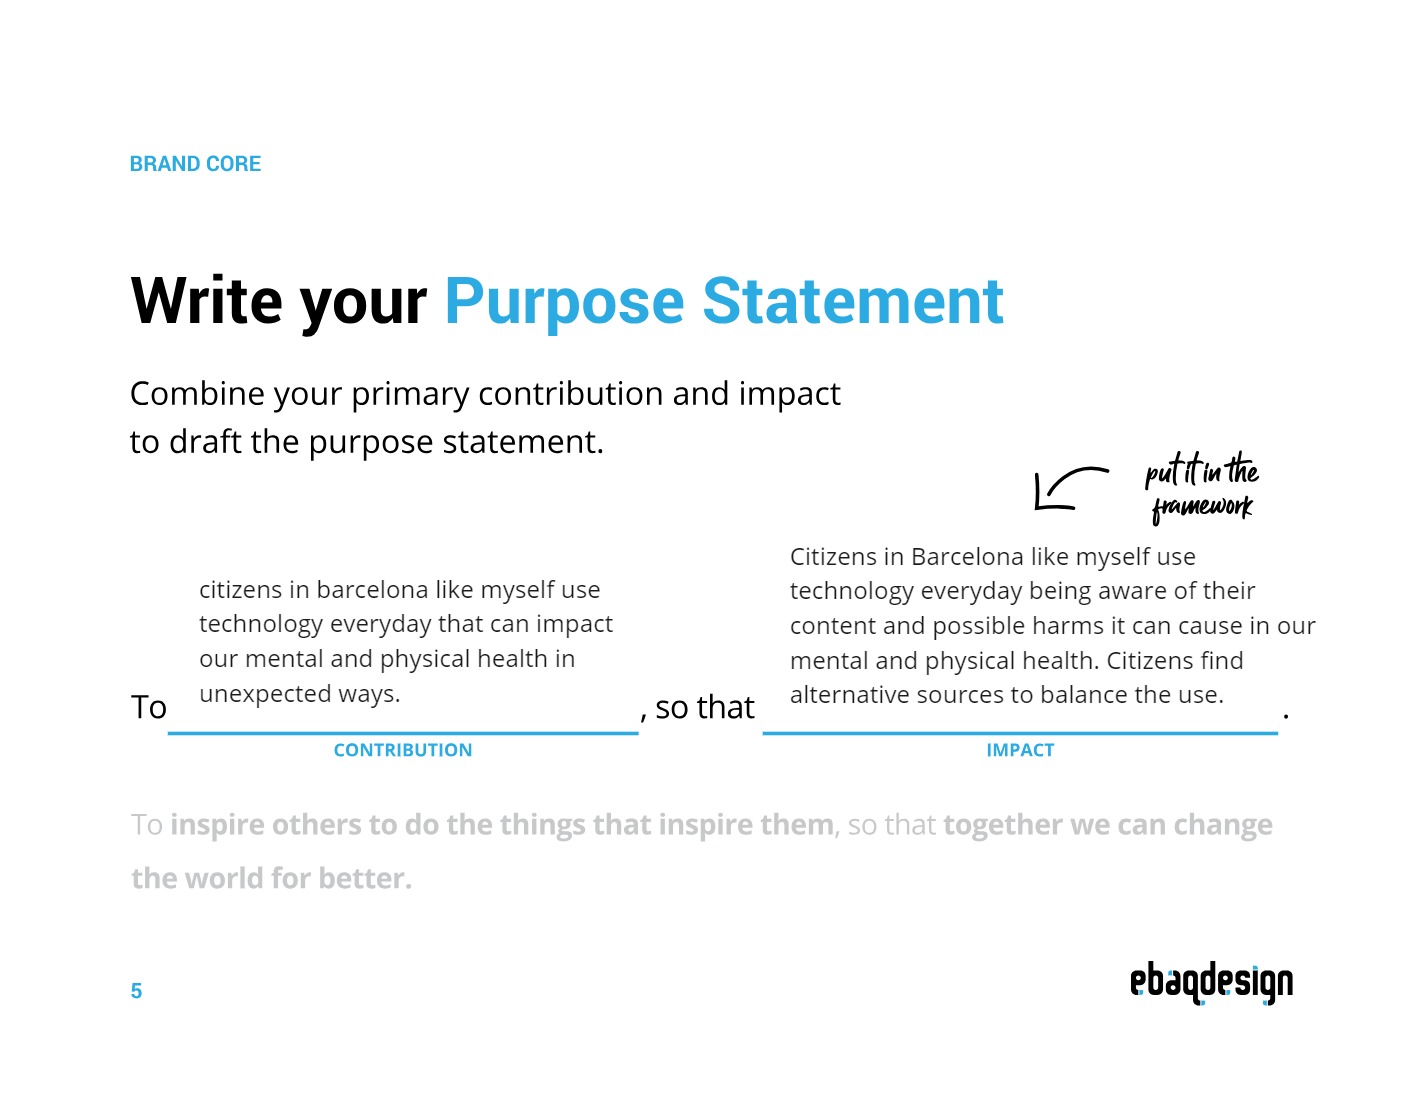 BRAND CORE
Write your Purpose Statement
Combine your primary contribution and impact
to draft the purpose statement.
put it in the
framework
To
citizens in barcelona like myself use
technology everyday that can impact
our mental and physical health in
unexpected ways.
, so that
Citizens in Barcelona like myself use
technology everyday being aware of their
content and possible harms it can cause in our
mental and physical health. Citizens find
alternative sources to balance the use.
.
CONTRIBUTION
IMPACT
To inspire others to do the things that inspire them, so that together we can change
the world for better.
5
ebaqdesign